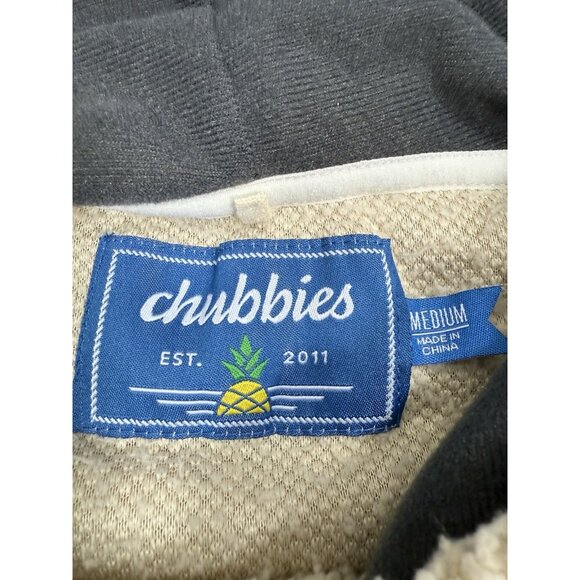 chubbies
EST. 2011
MEDIUM
MADE IN
CHINA